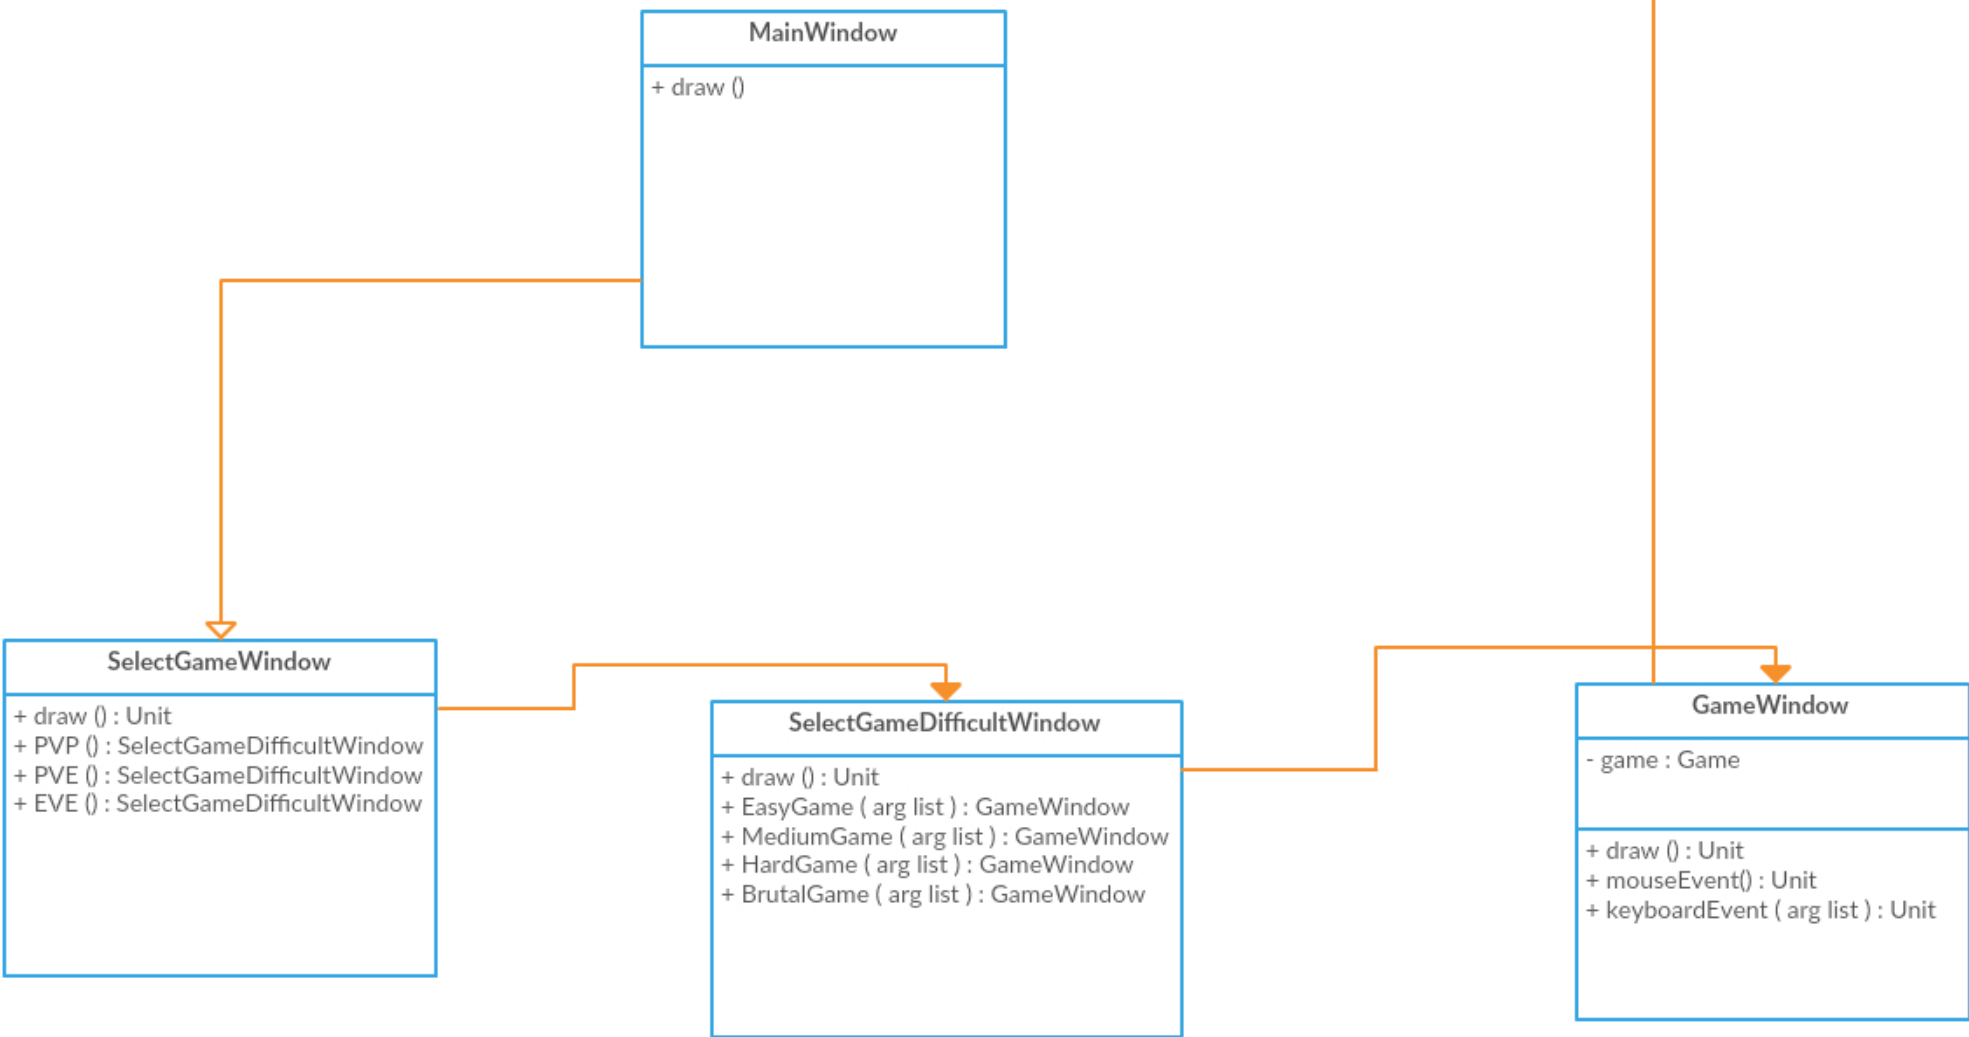 MainWindow
+ draw ()
SelectGameWindow
+ draw () : Unit
+ PVP () : SelectGameDifficultWindow
+ PVE () : SelectGameDifficultWindow
+ EVE () : SelectGameDifficultWindow
SelectGameDifficultWindow
+ draw () : Unit
+ EasyGame ( arg list ) : GameWindow
+ MediumGame ( arg list ) : GameWindow
+ HardGame ( arg list ) : GameWindow
+ BrutalGame ( arg list ) : GameWindow
GameWindow
- game : Game
+ draw () : Unit
+ mouseEvent() : Unit
+ keyboardEvent ( arg list ) : Unit